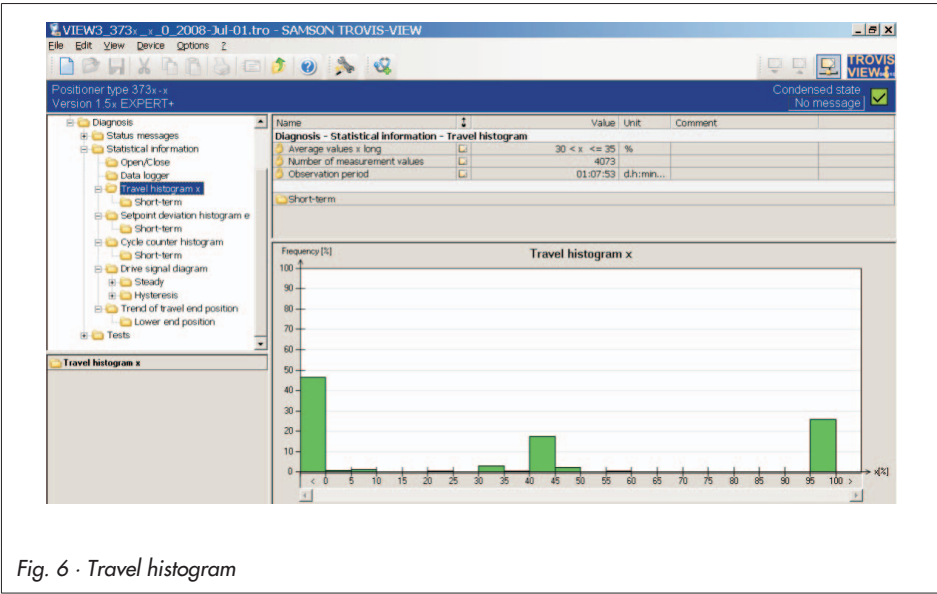 VIEW3_373x_x_0_2008-Jul-01.tro - SAMSON TROVIS-VIEW
File Edit View Device Options ?
TROVIS
VIEW
Positioner type 373x-x
Version 1.5x EXPERT+
Condensed state
No message
Diagnosis
Status messages
Statistical information
Open/Close
Data logger
Travel histogram x
Short-term
Setpoint deviation histogram e
Short-term
Cycle counter histogram
Short-term
Drive signal diagram
Steady
Hysteresis
Trend of travel end position
Lower end position
Tests
Travel histogram x
Name Value Unit Comment
Diagnosis - Statistical information - Travel histogram
Average values x long 30 < x <= 35 %
Number of measurement values 4073
Observation period 01:07:53 d.h:min...
Short-term
Frequency [%] Travel histogram x
100
90
80
70
60
50
40
30
20
10
0
< 0 5 10 15 20 25 30 35 40 45 50 55 60 65 70 75 80 85 90 95 100 > x[%]
Fig. 6 · Travel histogram